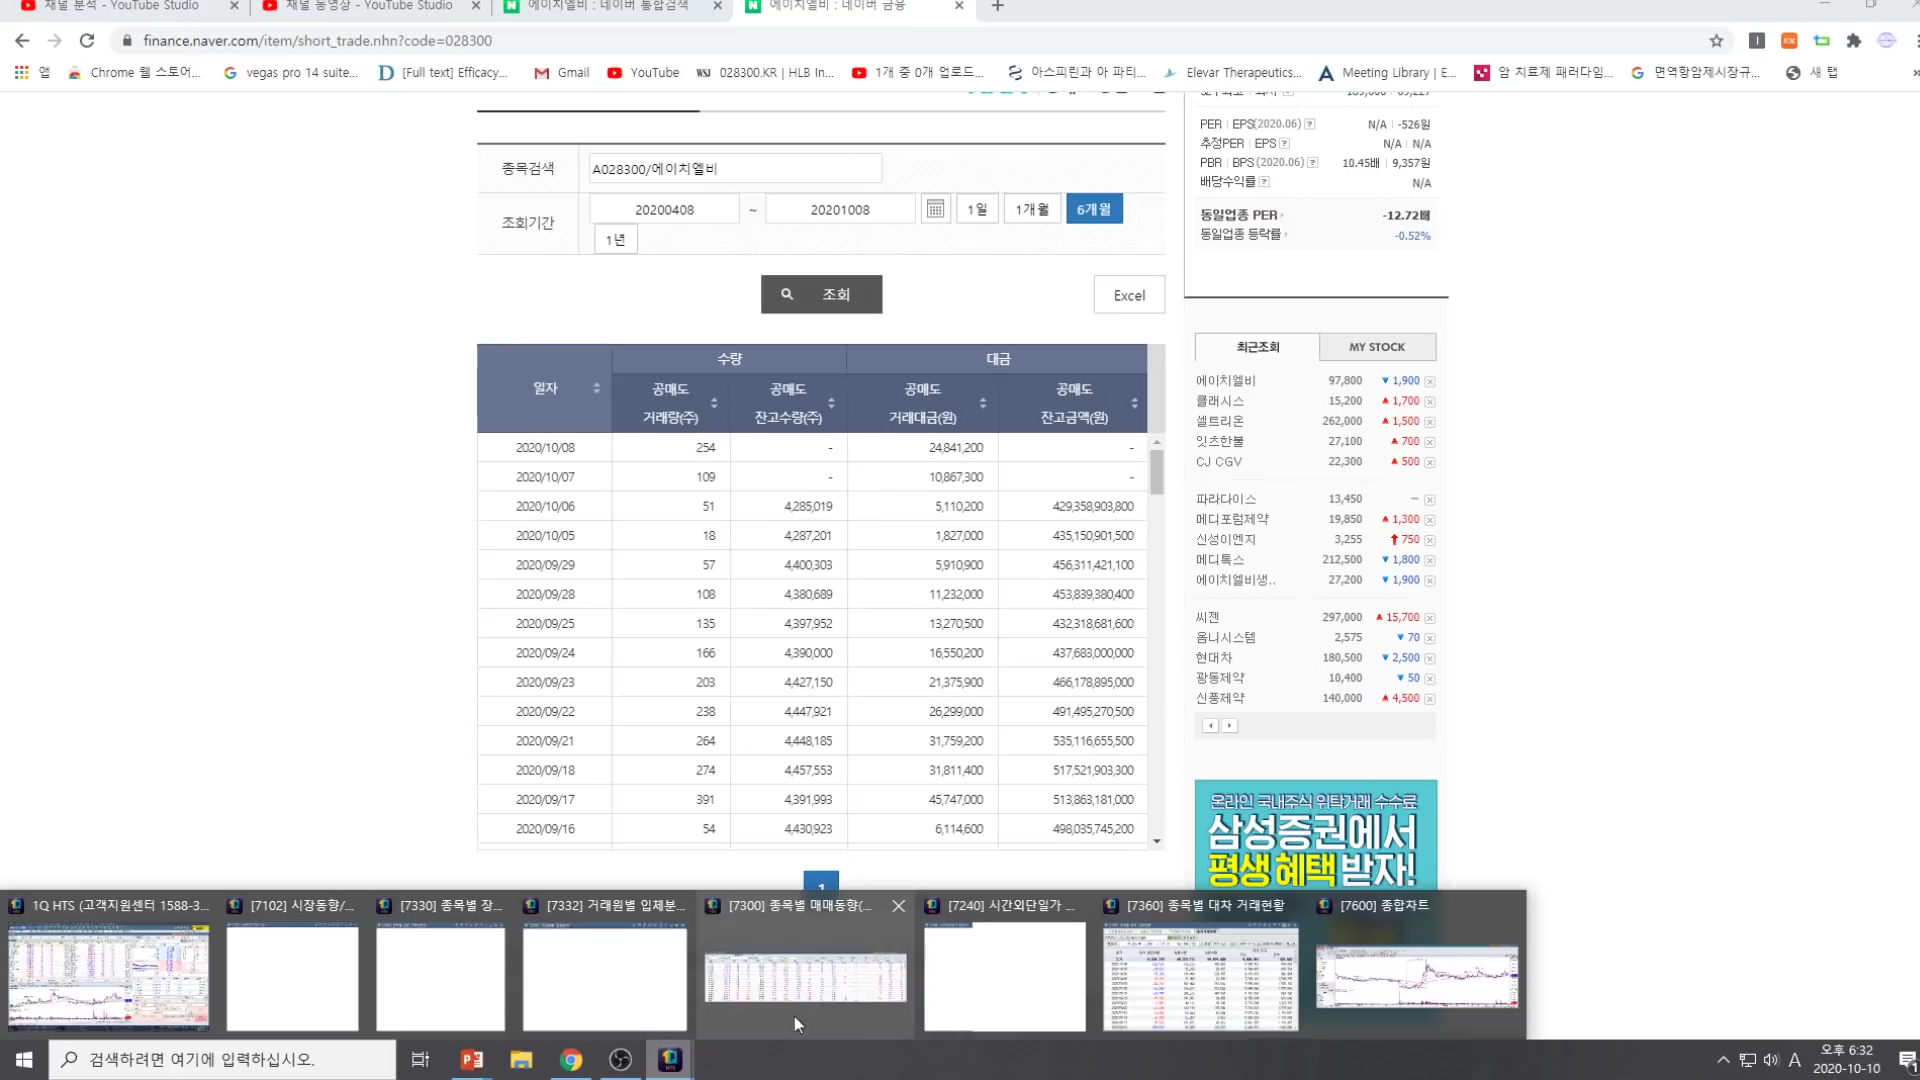 채널 분석 - YouTube Studio
채널 동영상 - YouTube Studio
에이치엘비 : 네이버 통합검색
에이치엘비 : 네이버 금융
finance.naver.com/item/short_trade.nhn?code=028300
앱
Chrome 웹 스토어...
vegas pro 14 suite...
[Full text] Efficacy...
Gmail
YouTube
WSJ 028300.KR | HLB In...
1개 중 0개 업로드...
아스피린과 아 파티...
Elevar Therapeutics...
Meeting Library | E...
암 치료제 패러다임...
면역항암제시장규...
새 탭
»
PER | EPS(2020.06) ? N/A | -526원
추정PER | EPS ? N/A | N/A
PBR | BPS (2020.06) ? 10.45배 | 9,357원
배당수익률 ? N/A
동일업종 PER -12.72배
동일업종 등락률 -0.52%
종목검색
A028300/에이치엘비
조회기간
20200408 ~ 20201008 1일 1개월 6개월
1년
조회
Excel
일자
수량
대금
공매도
거래량(주)
공매도
잔고수량(주)
공매도
거래대금(원)
공매도
잔고금액(원)
2020/10/08 254 - 24,841,200 -
2020/10/07 109 - 10,867,300 -
2020/10/06 51 4,285,019 5,110,200 429,358,903,800
2020/10/05 18 4,287,201 1,827,000 435,150,901,500
2020/09/29 57 4,400,303 5,910,900 456,311,421,100
2020/09/28 108 4,380,689 11,232,000 453,839,380,400
2020/09/25 135 4,397,952 13,270,500 432,318,681,600
2020/09/24 166 4,390,000 16,550,200 437,683,000,000
2020/09/23 203 4,427,150 21,375,900 466,178,895,000
2020/09/22 238 4,447,921 26,299,000 491,495,270,500
2020/09/21 264 4,448,185 31,759,200 535,116,655,500
2020/09/18 274 4,457,553 31,811,400 517,521,903,300
2020/09/17 391 4,391,993 45,747,000 513,863,181,000
2020/09/16 54 4,430,923 6,114,600 498,035,745,200
1
최근조회
MY STOCK
에이치엘비 97,800 ▼ 1,900
클래시스 15,200 ▲ 1,700
셀트리온 262,000 ▲ 1,500
잇츠한불 27,100 ▲ 700
CJ CGV 22,300 ▲ 500
파라다이스 13,450 –
메디포럼제약 19,850 ▲ 1,300
신성이엔지 3,255 ↑ 750
메디톡스 212,500 ▼ 1,800
에이치엘비생.. 27,200 ▼ 1,900
씨젠 297,000 ▲ 15,700
옴니시스템 2,575 ▼ 70
현대차 180,500 ▼ 2,500
광동제약 10,400 ▼ 50
신풍제약 140,000 ▲ 4,500
온라인 국내주식 위탁거래 수수료
삼성증권에서
평생 혜택 받자!
1Q HTS (고객지원센터 1588-3...
[7102] 시장동향/...
[7330] 종목별 장...
[7332] 거래원별 입체분...
[7300] 종목별 매매동향(...
[7240] 시간외단일가 ...
[7360] 종목별 대차 거래현황
[7600] 종합차트
검색하려면 여기에 입력하십시오.
A
오후 6:32
2020-10-10